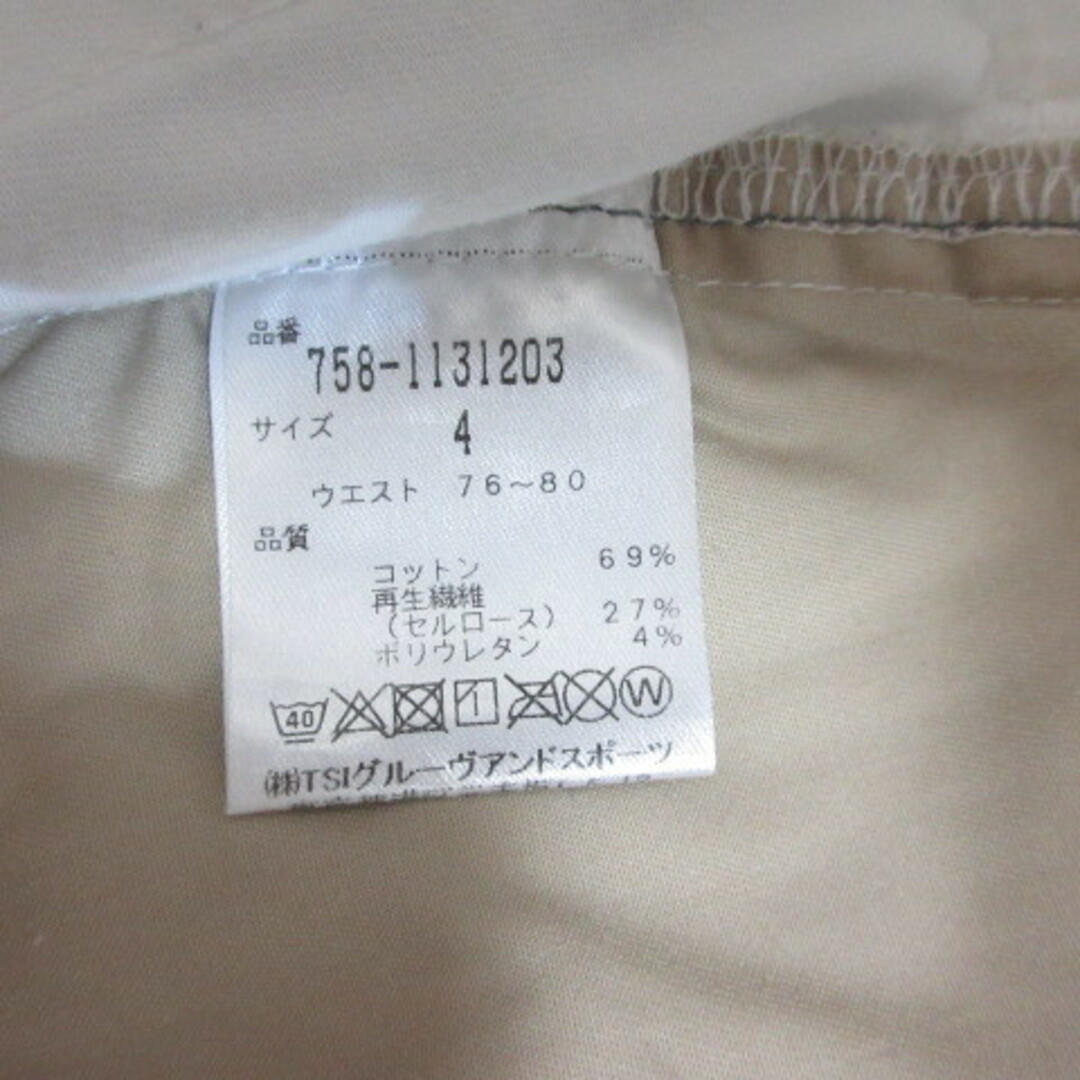 品番
758-1131203
サイズ 4
ウエスト 76~80
品質
コットン 69%
再生繊維
(セルロース) 27%
ポリウレタン 4%
40 W
(株)TSIグルーヴアンドスポーツ